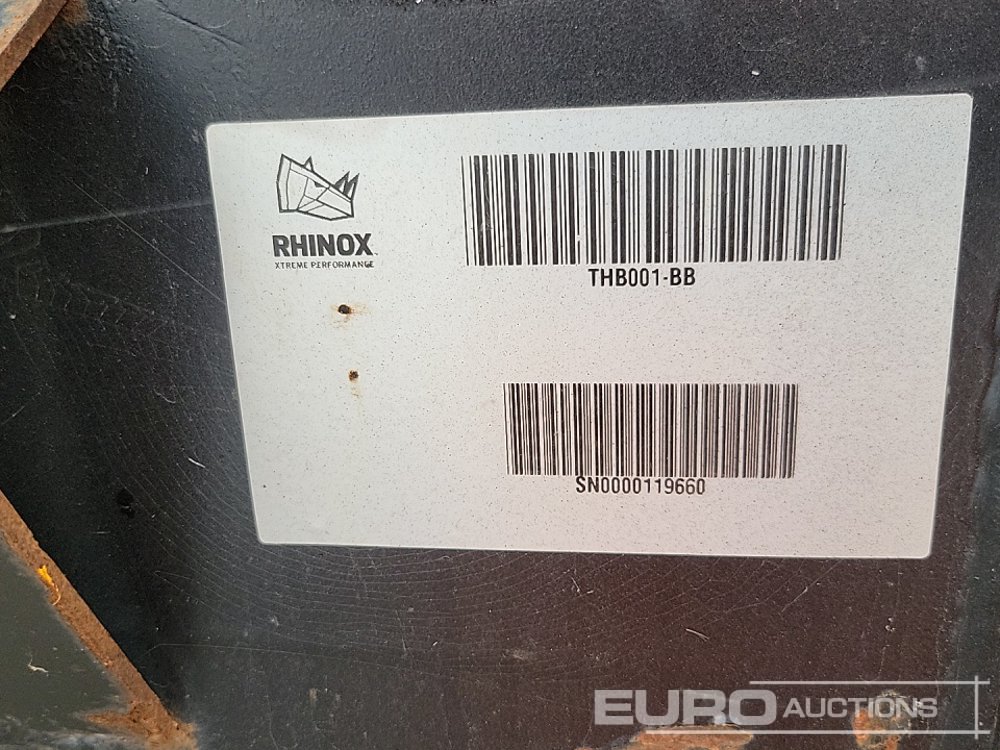 RHINOX
XTREME PERFORMANCE
THB001-BB
SN0000119660
EURO AUCTIONS